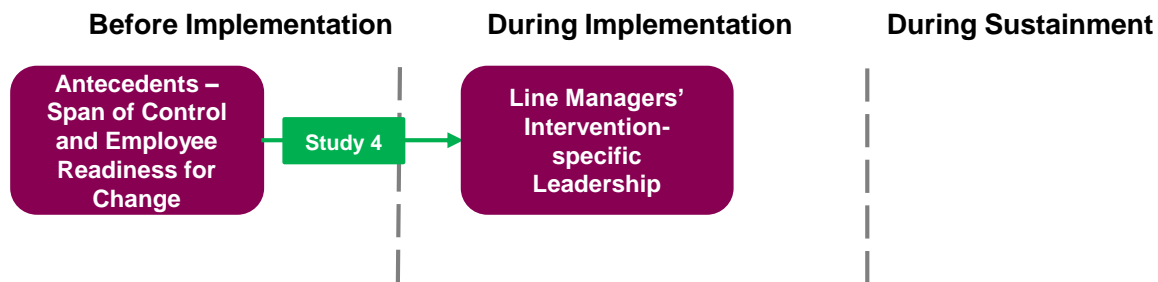 Before Implementation
During Implementation
During Sustainment
Antecedents –
Span of Control
and Employee
Readiness for
Change
Study 4
Line Managers’
Intervention-
specific
Leadership